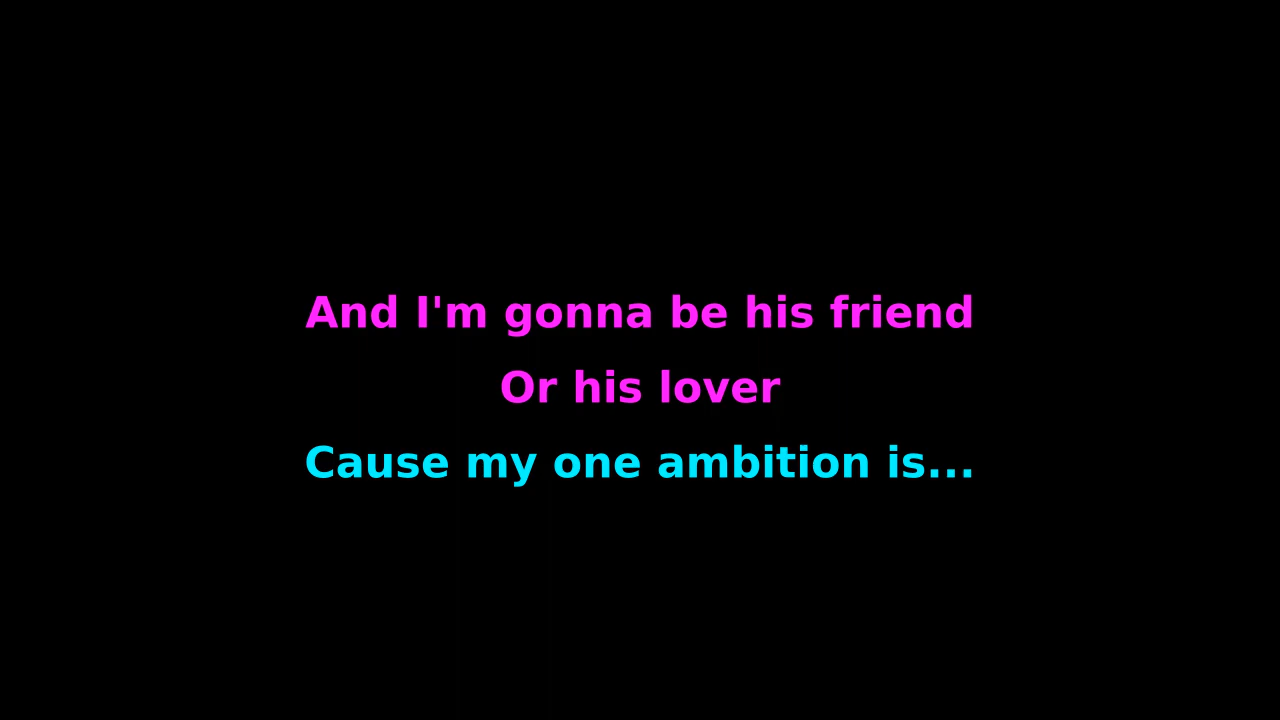 And I'm gonna be his friend
Or his lover
Cause my one ambition is...